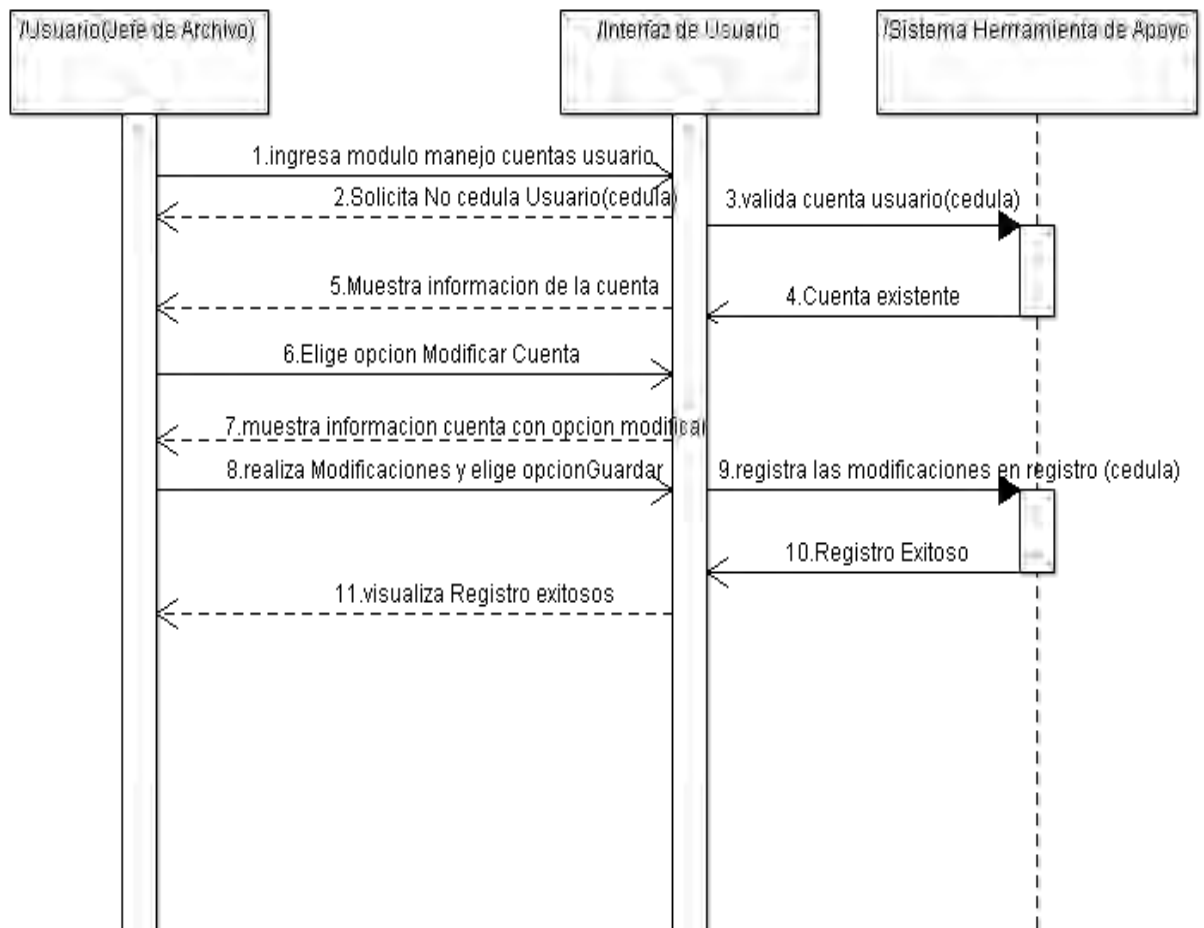 /Usuario(Jefe de Archivo)
/Interfaz de Usuario
/Sistema Herrramienta de Apoyo
1.ingresa modulo manejo cuentas usuario
2.Solicita No cedula Usuario(cedula)
3.valida cuenta usuario(cedula)
5.Muestra informacion de la cuenta
4.Cuenta existente
6.Elige opcion Modificar Cuenta
7.muestra informacion cuenta con opcion modificar
8.realiza Modificaciones y elige opcionGuardar
9.registra las modificaciones en registro (cedula)
10.Registro Exitoso
11.visualiza Registro exitosos